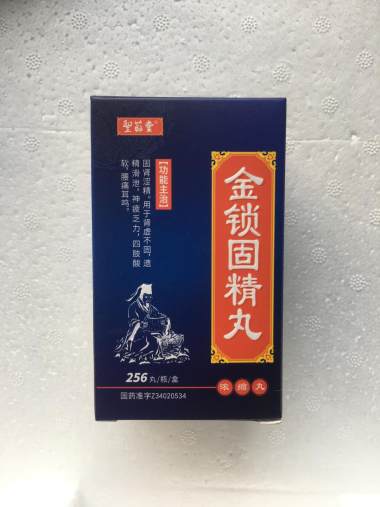 聖茹堂
金锁固精丸
【功能主治】
固肾涩精。用于肾虚不固，遗
精滑泄，神疲乏力，四肢酸
软，腰痛耳鸣。
256丸/瓶/盒
国药准字Z34020534
浓缩丸